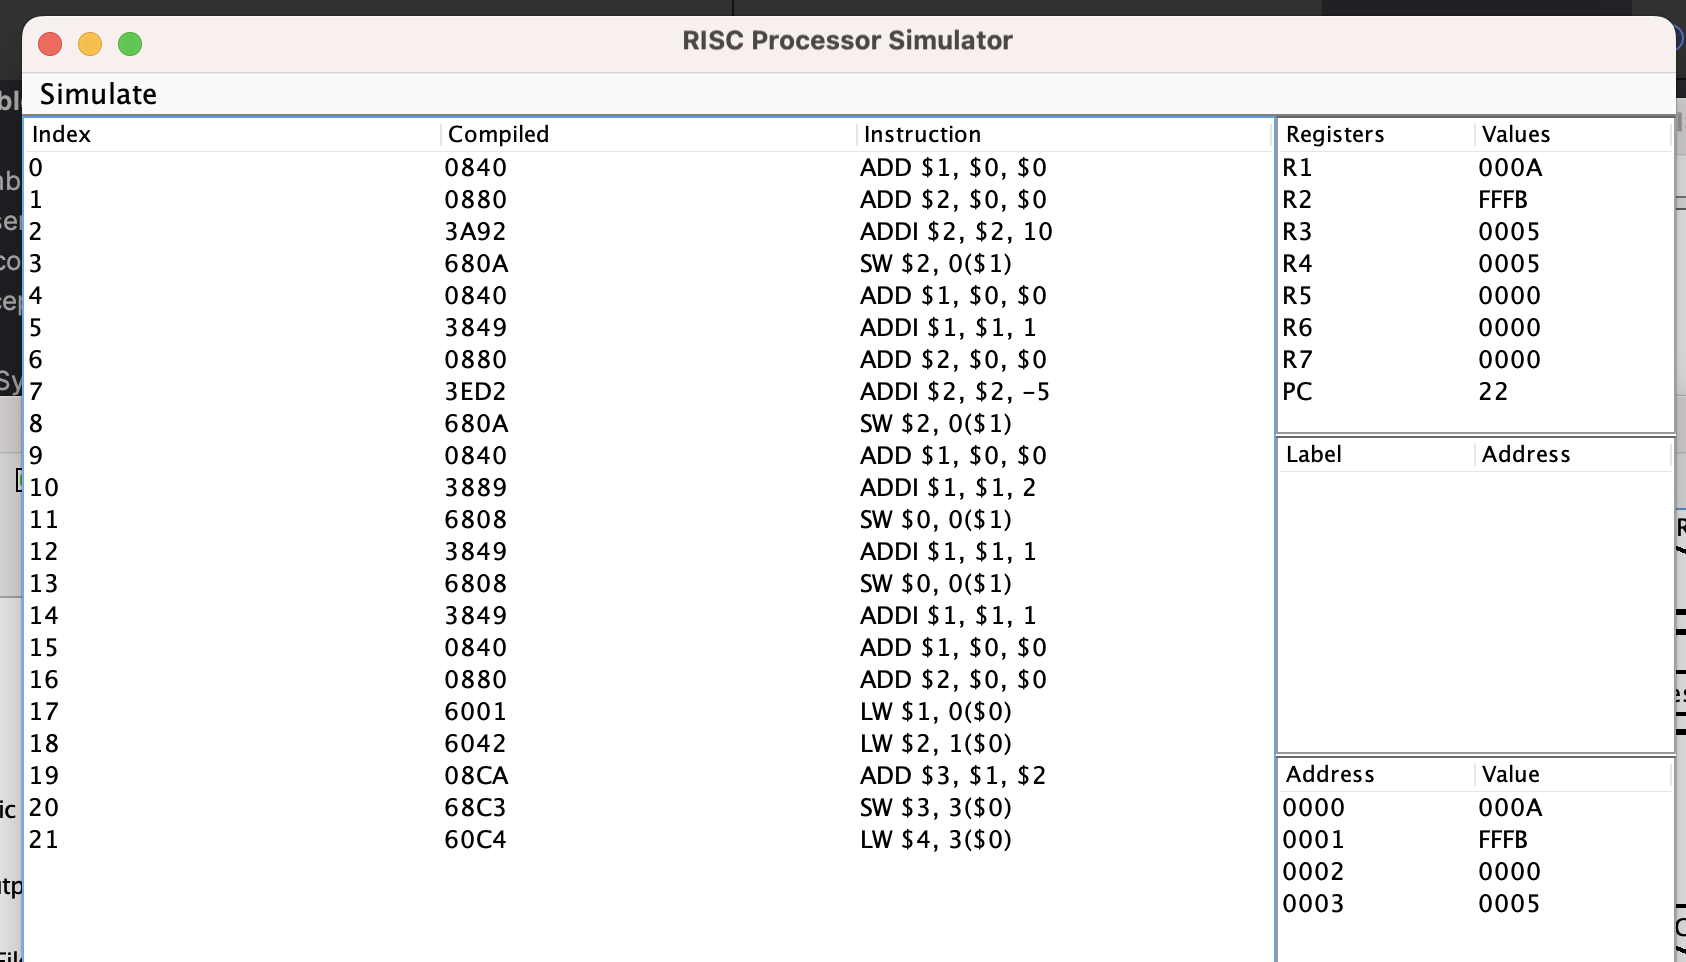 RISC Processor Simulator
Simulate
Index Compiled Instruction
0 0840 ADD $1, $0, $0
1 0880 ADD $2, $0, $0
2 3A92 ADDI $2, $2, 10
3 680A SW $2, 0($1)
4 0840 ADD $1, $0, $0
5 3849 ADDI $1, $1, 1
6 0880 ADD $2, $0, $0
7 3ED2 ADDI $2, $2, -5
8 680A SW $2, 0($1)
9 0840 ADD $1, $0, $0
10 3889 ADDI $1, $1, 2
11 6808 SW $0, 0($1)
12 3849 ADDI $1, $1, 1
13 6808 SW $0, 0($1)
14 3849 ADDI $1, $1, 1
15 0840 ADD $1, $0, $0
16 0880 ADD $2, $0, $0
17 6001 LW $1, 0($0)
18 6042 LW $2, 1($0)
19 08CA ADD $3, $1, $2
20 68C3 SW $3, 3($0)
21 60C4 LW $4, 3($0)
Registers Values
R1 000A
R2 FFFB
R3 0005
R4 0005
R5 0000
R6 0000
R7 0000
PC 22
Label Address
Address Value
0000 000A
0001 FFFB
0002 0000
0003 0005